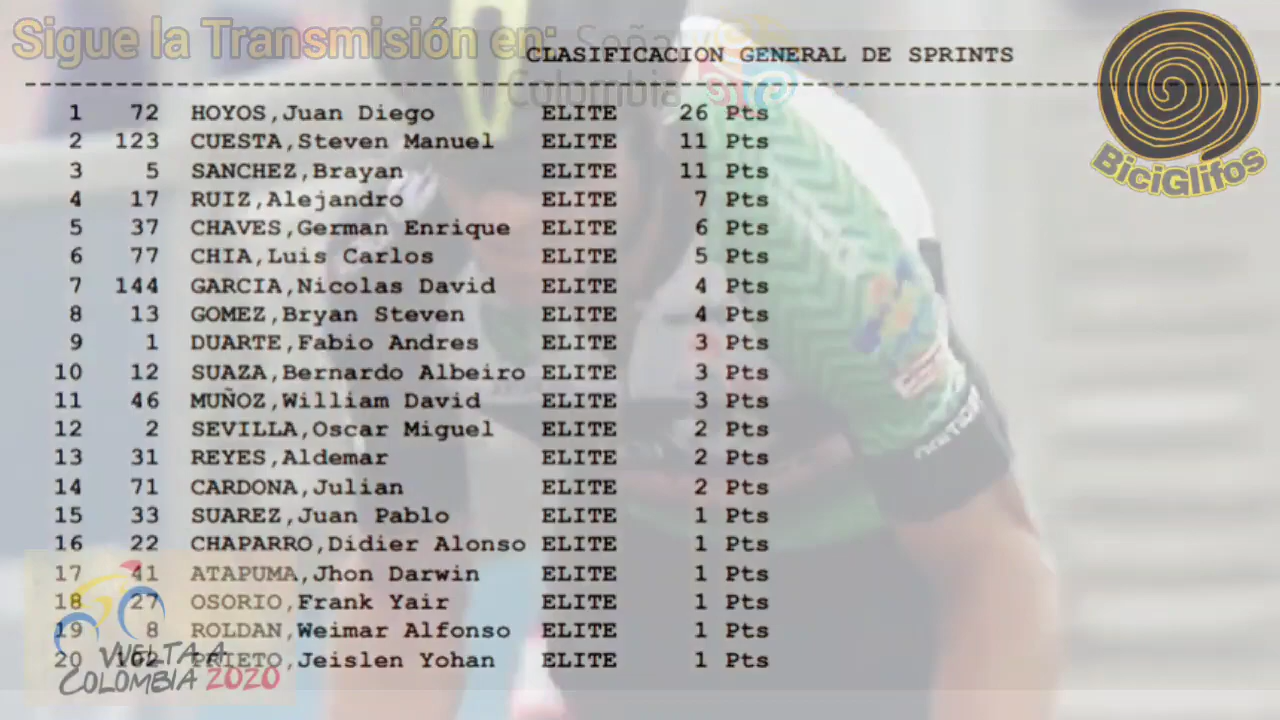 Sigue la Transmisión en: Señal
Colombia
CLASIFICACION GENERAL DE SPRINTS
BiciGlifos
1 72 HOYOS,Juan Diego ELITE 26 Pts
2 123 CUESTA,Steven Manuel ELITE 11 Pts
3 5 SANCHEZ,Brayan ELITE 11 Pts
4 17 RUIZ,Alejandro ELITE 7 Pts
5 37 CHAVES,German Enrique ELITE 6 Pts
6 77 CHIA,Luis Carlos ELITE 5 Pts
7 144 GARCIA,Nicolas David ELITE 4 Pts
8 13 GOMEZ,Bryan Steven ELITE 4 Pts
9 1 DUARTE,Fabio Andres ELITE 3 Pts
10 12 SUAZA,Bernardo Albeiro ELITE 3 Pts
11 46 MUÑOZ,William David ELITE 3 Pts
12 2 SEVILLA,Oscar Miguel ELITE 2 Pts
13 31 REYES,Aldemar ELITE 2 Pts
14 71 CARDONA,Julian ELITE 2 Pts
15 33 SUAREZ,Juan Pablo ELITE 1 Pts
16 22 CHAPARRO,Didier Alonso ELITE 1 Pts
17 41 ATAPUMA,Jhon Darwin ELITE 1 Pts
18 27 OSORIO,Frank Yair ELITE 1 Pts
19 8 ROLDAN,Weimar Alfonso ELITE 1 Pts
20 162 PRIETO,Jeislen Yohan ELITE 1 Pts
VUELTA A
COLOMBIA 2020